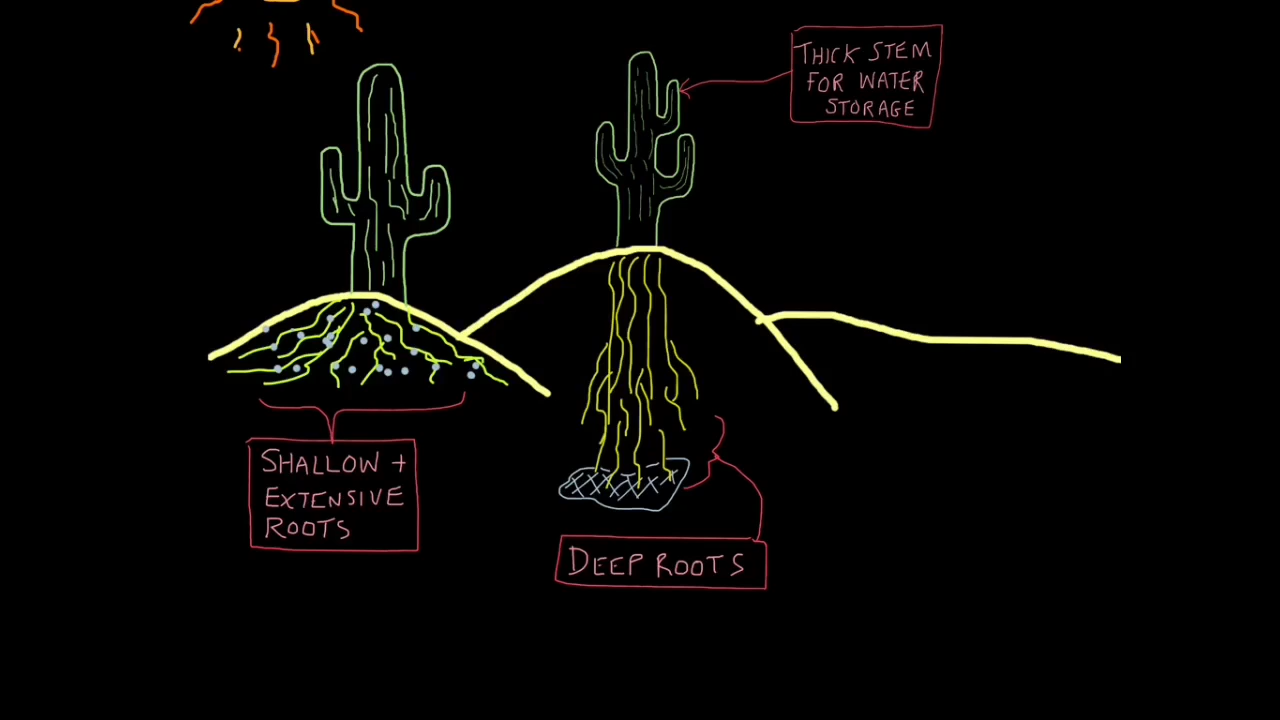 THICK STEM
FOR WATER
STORAGE
SHALLOW +
EXTENSIVE
ROOTS
DEEP ROOTS